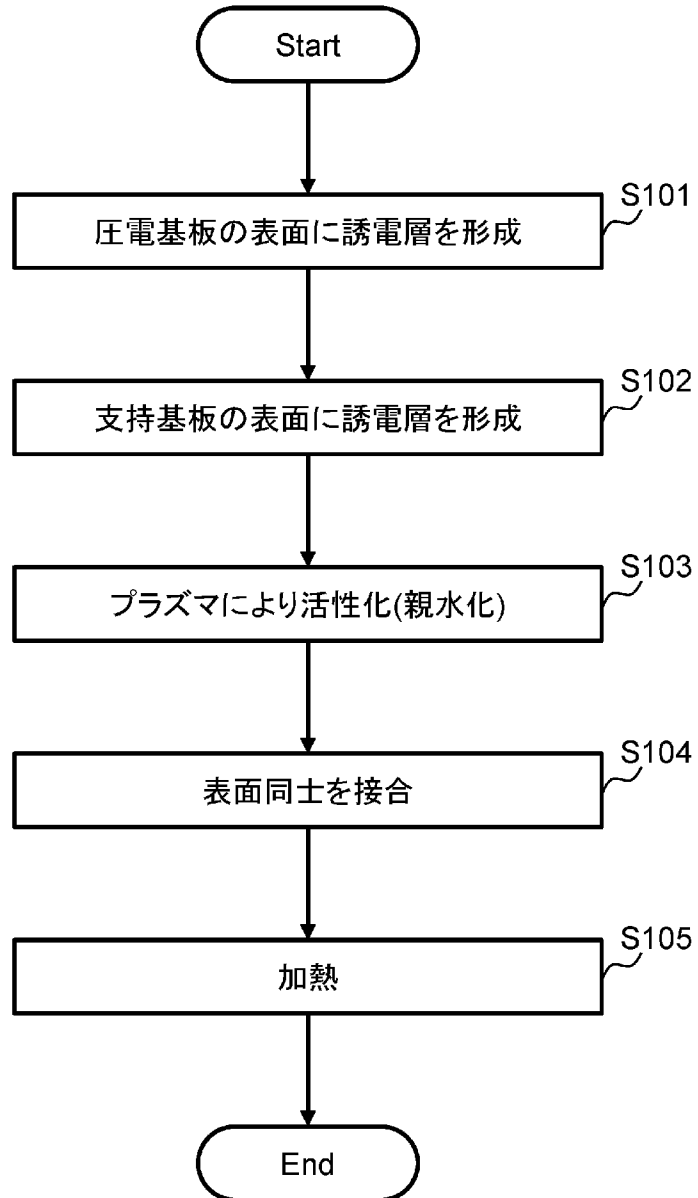 Start
S101
圧電基板の表面に誘電層を形成
S102
支持基板の表面に誘電層を形成
S103
プラズマにより活性化(親水化)
S104
表面同士を接合
S105
加熱
End